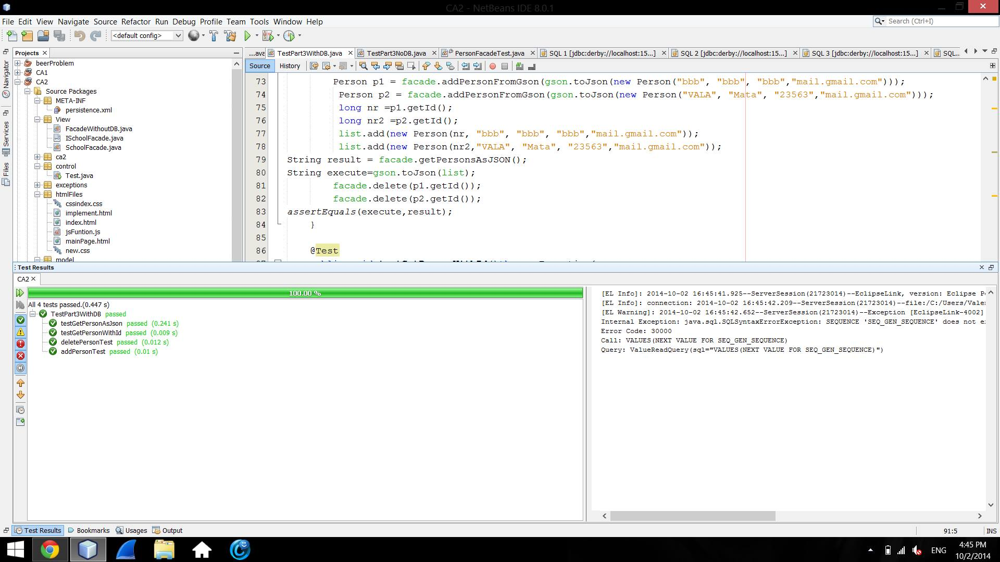 CA2 - NetBeans IDE 8.0.1
File Edit View Navigate Source Refactor Run Debug Profile Team Tools Window Help
Search (Ctrl+I)
<default config>
Projects
...ava TestPart3WithDB.java TestPart3NoDB.java PersonFacadeTest.java SQL 1 [jdbc:derby://localhost:15...] SQL 2 [jdbc:derby://localhost:15...] SQL 3 [jdbc:derby://localhost:15...] SQL...
Source History
Navigator
Services
Files
beerProblem
CA1
CA2
Source Packages
META-INF
persistence.xml
View
FacadeWithoutDB.java
ISchoolFacade.java
SchoolFacade.java
ca2
control
Test.java
exceptions
htmlFiles
cssindex.css
implement.html
index.html
jsFuntion.js
mainPage.html
new.css
model
73 Person p1 = facade.addPersonFromGson(gson.toJson(new Person("bbb", "bbb", "bbb","mail.gmail.com")));
74 Person p2 = facade.addPersonFromGson(gson.toJson(new Person("VALA", "Mata", "23563","mail.gmail.com")));
75 long nr =p1.getId();
76 long nr2 =p2.getId();
77 list.add(new Person(nr, "bbb", "bbb", "bbb","mail.gmail.com"));
78 list.add(new Person(nr2,"VALA", "Mata", "23563","mail.gmail.com"));
79 String result = facade.getPersonsAsJSON();
80 String execute=gson.toJson(list);
81 facade.delete(p1.getId());
82 facade.delete(p2.getId());
83 assertEquals(execute,result);
84 }
85
86 @Test
Test Results
CA2
100.00 %
All 4 tests passed.(0.447 s)
TestPart3WithDB passed
testGetPersonAsJson passed (0.241 s)
testGetPersonWithId passed (0.009 s)
deletePersonTest passed (0.012 s)
addPersonTest passed (0.01 s)
[EL Info]: 2014-10-02 16:45:41.925--ServerSession(21723014)--EclipseLink, version: Eclipse P
[EL Info]: connection: 2014-10-02 16:45:42.209--ServerSession(21723014)--file:/C:/Users/Vale
[EL Warning]: 2014-10-02 16:45:42.652--ServerSession(21723014)--Exception [EclipseLink-4002]
Internal Exception: java.sql.SQLSyntaxErrorException: SEQUENCE 'SEQ_GEN_SEQUENCE' does not e
Error Code: 30000
Call: VALUES(NEXT VALUE FOR SEQ_GEN_SEQUENCE)
Query: ValueReadQuery(sql="VALUES(NEXT VALUE FOR SEQ_GEN_SEQUENCE)")
Test Results Bookmarks Usages Output
91:5 INS
ENG
4:45 PM
10/2/2014